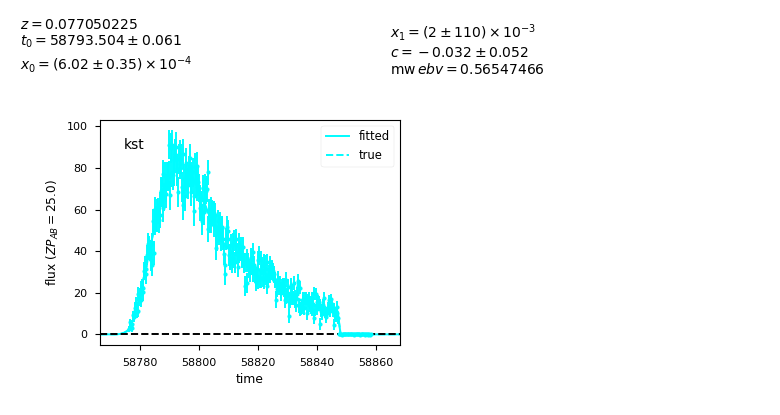 z = 0.077050225
t0 = 58793.504 ± 0.061
x0 = (6.02 ± 0.35) × 10^−4
x1 = (2 ± 110) × 10^−3
c = −0.032 ± 0.052
mw ebv = 0.56547466
kst
fitted
true
flux (ZP_AB = 25.0)
100
80
60
40
20
0
58780 58800 58820 58840 58860
time